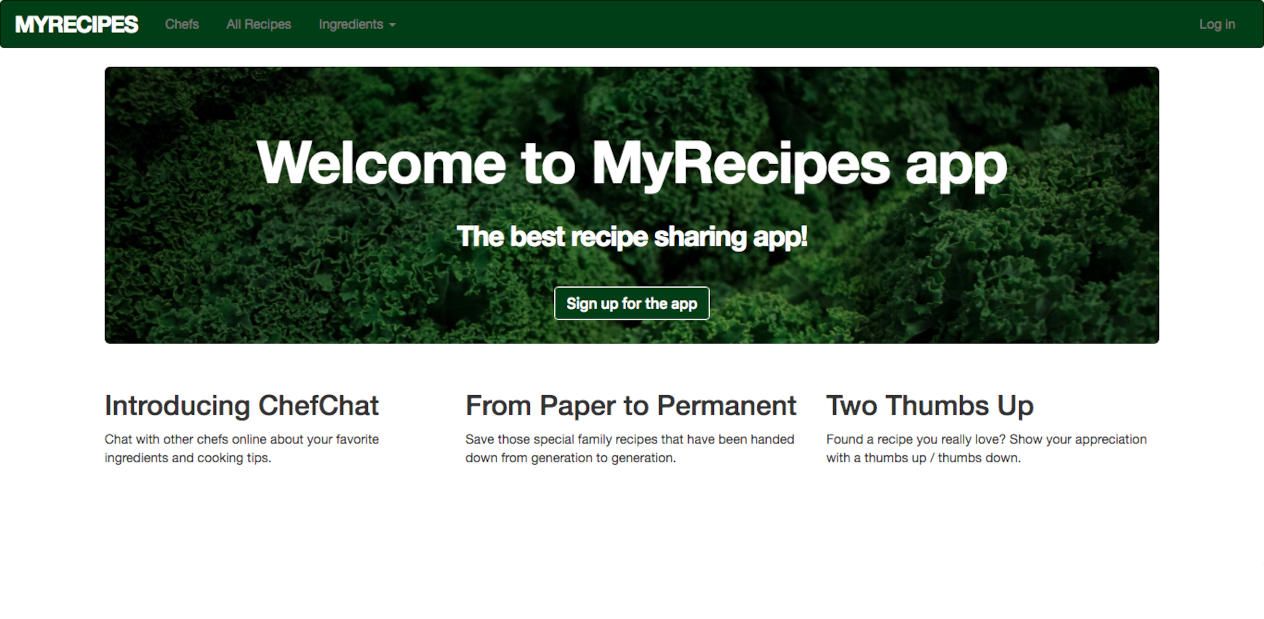 MYRECIPES Chefs All Recipes Ingredients Log in
Welcome to MyRecipes app
The best recipe sharing app!
Sign up for the app
Introducing ChefChat
Chat with other chefs online about your favorite
ingredients and cooking tips.
From Paper to Permanent
Save those special family recipes that have been handed
down from generation to generation.
Two Thumbs Up
Found a recipe you really love? Show your appreciation
with a thumbs up / thumbs down.